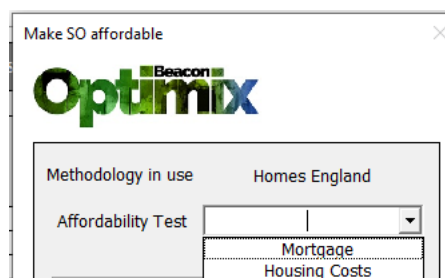 Make SO affordable
Beacon
Optimix
Methodology in use Homes England
Affordability Test
Mortgage
Housing Costs